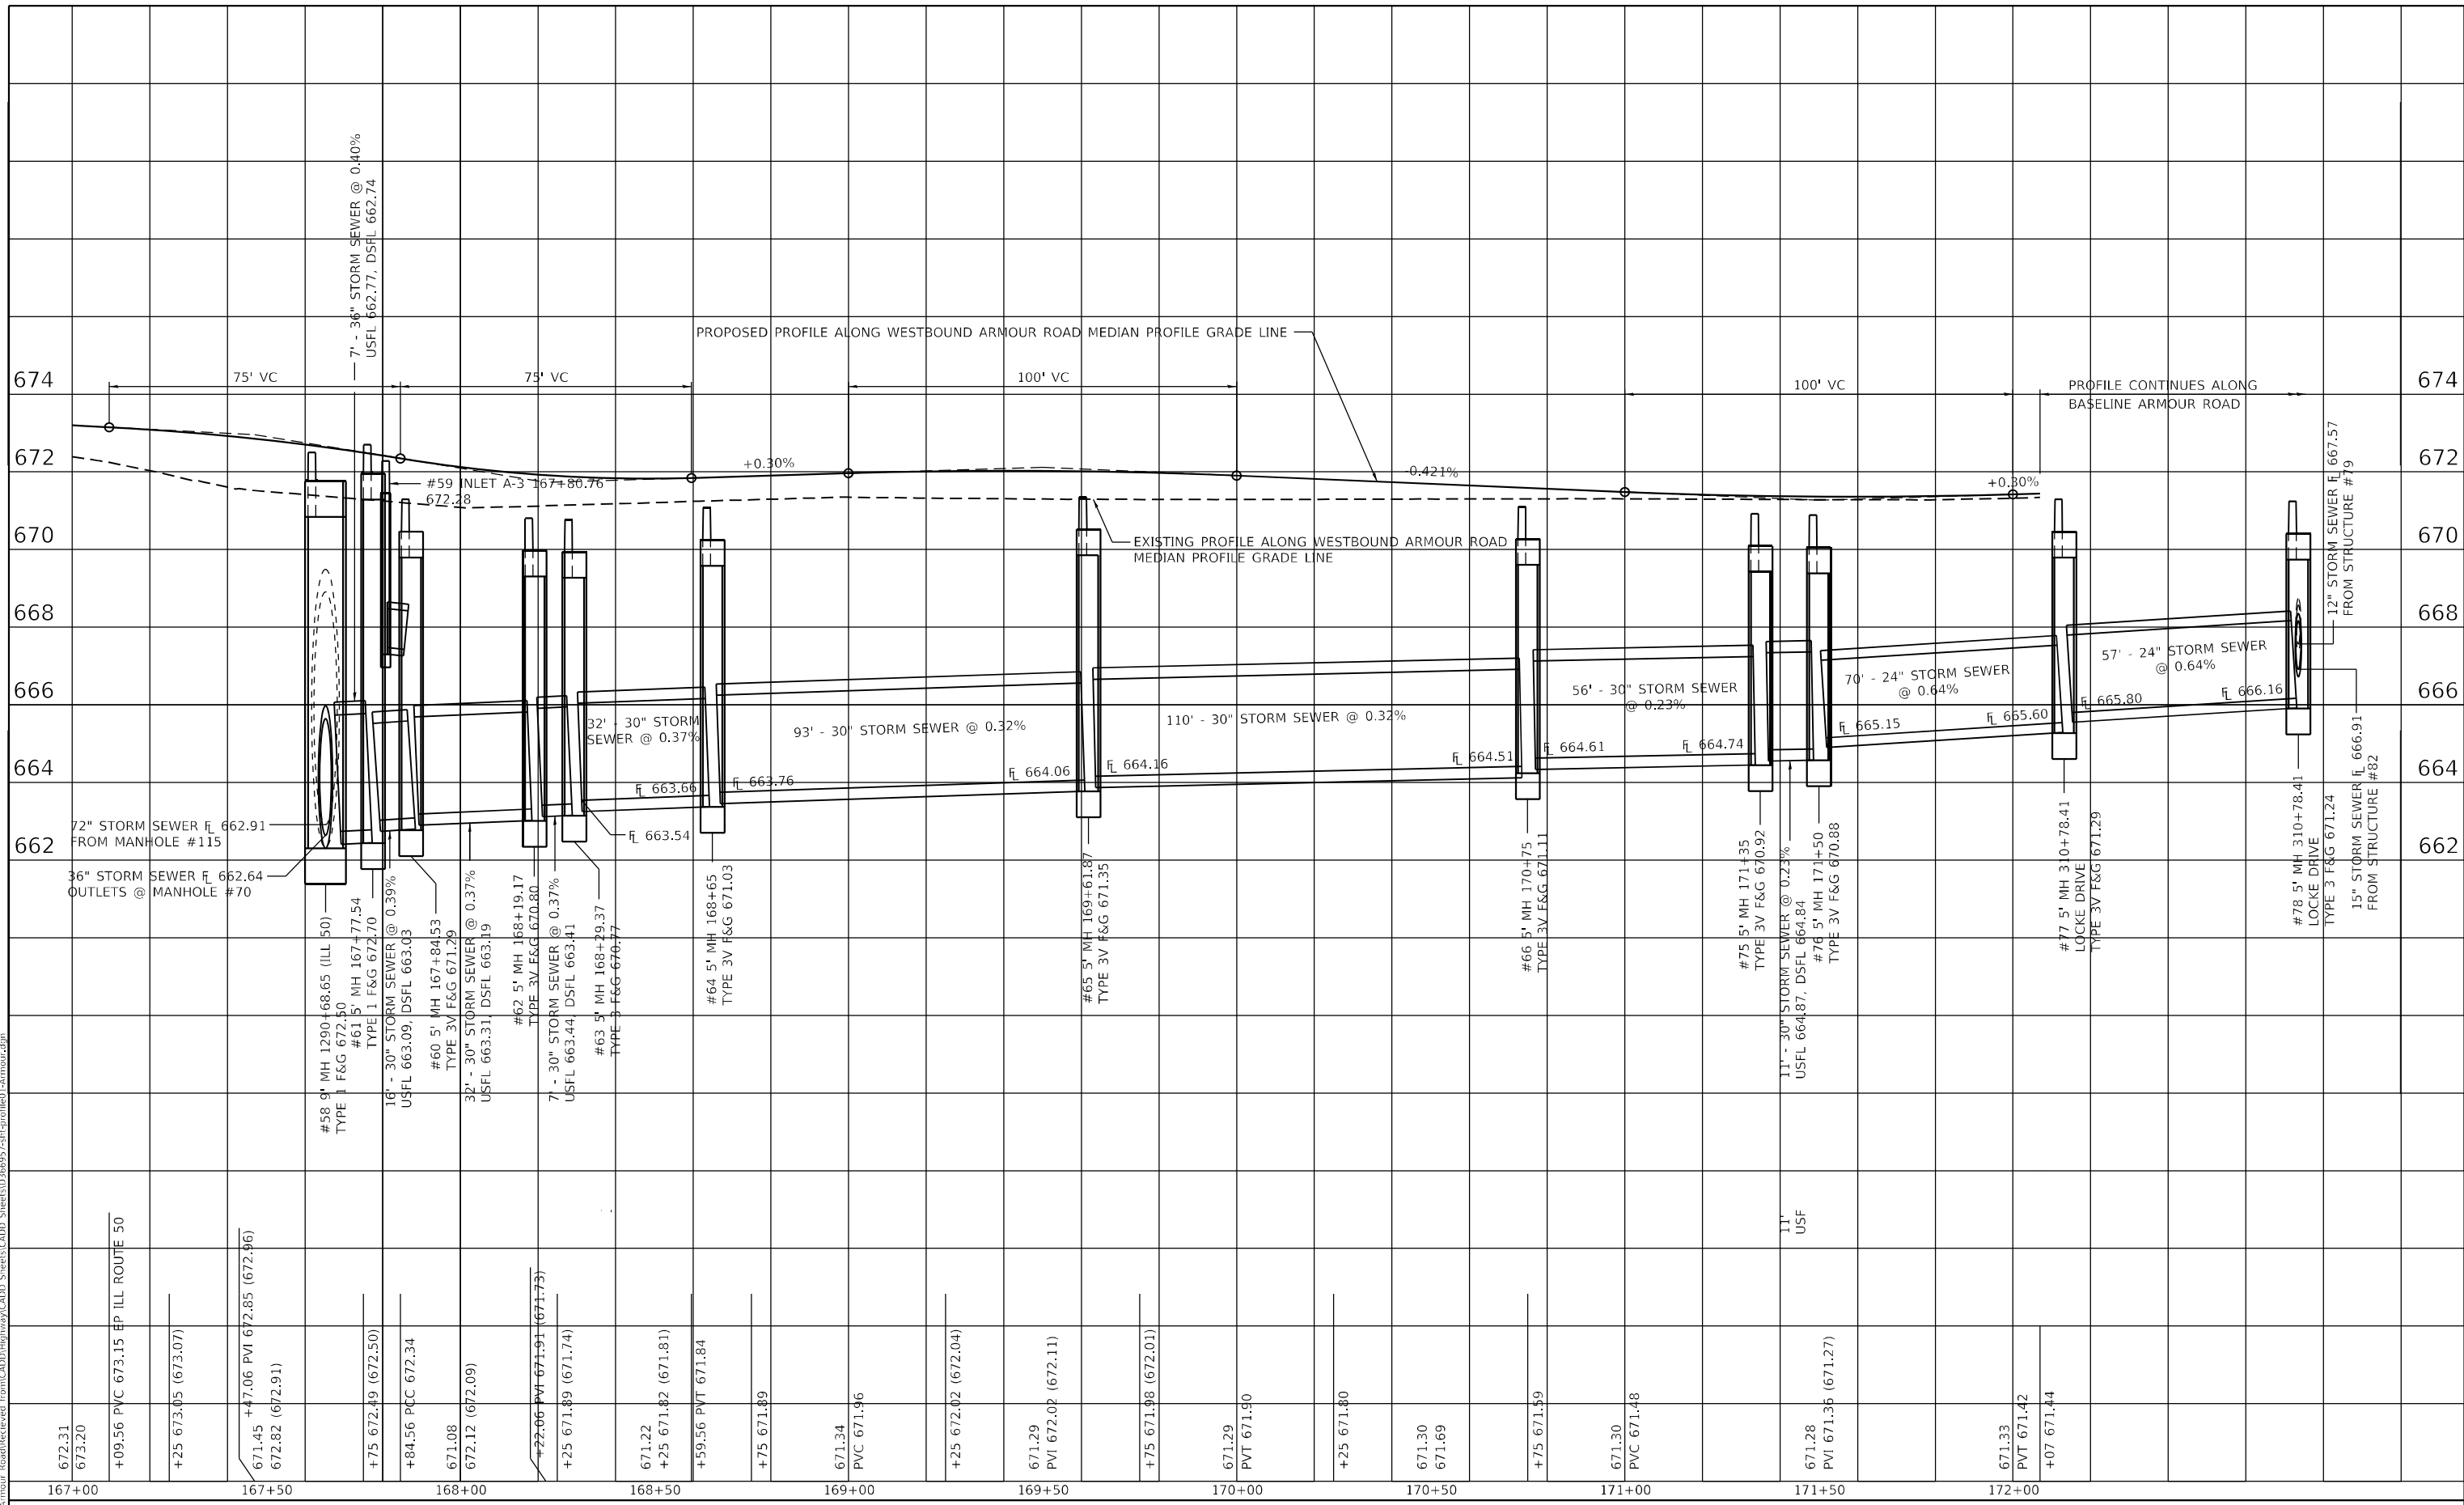 7' - 36" STORM SEWER @ 0.40%
USFL 662.77, DSFL 662.74
PROPOSED PROFILE ALONG WESTBOUND ARMOUR ROAD MEDIAN PROFILE GRADE LINE
674
75' VC
75' VC
100' VC
100' VC
PROFILE CONTINUES ALONG
BASELINE ARMOUR ROAD
674
672
+0.30%
-0.421%
+0.30%
672
#59 INLET A-3 167+80.76
672.28
12" STORM SEWER FL 667.57
FROM STRUCTURE #79
670
EXISTING PROFILE ALONG WESTBOUND ARMOUR ROAD
MEDIAN PROFILE GRADE LINE
670
668
668
666
666
32' - 30" STORM
SEWER @ 0.37%
93' - 30" STORM SEWER @ 0.32%
110' - 30" STORM SEWER @ 0.32%
56' - 30" STORM SEWER
@ 0.23%
70' - 24" STORM SEWER
@ 0.64%
57' - 24" STORM SEWER
@ 0.64%
FL 663.54
FL 663.66
FL 663.76
FL 664.06
FL 664.16
FL 664.51
FL 664.61
FL 664.74
FL 665.15
FL 665.60
FL 665.80
FL 666.16
664
664
72" STORM SEWER FL 662.91
FROM MANHOLE #115
662
662
36" STORM SEWER FL 662.64
OUTLETS @ MANHOLE #70
#58 9' MH 1290+68.65 (ILL 50)
TYPE 1 F&G 672.50
#61 5' MH 167+77.54
TYPE 1 F&G 672.70
16' - 30" STORM SEWER @ 0.39%
USFL 663.09, DSFL 663.03
#60 5' MH 167+84.53
TYPE 3V F&G 671.29
32' - 30" STORM SEWER @ 0.37%
USFL 663.31, DSFL 663.19
#62 5' MH 168+19.17
TYPE 3V F&G 670.80
7' - 30" STORM SEWER @ 0.37%
USFL 663.44, DSFL 663.41
#63 5' MH 168+29.37
TYPE 3 F&G 670.77
#64 5' MH 168+65
TYPE 3V F&G 671.03
#65 5' MH 169+61.87
TYPE 3V F&G 671.35
#66 5' MH 170+75
TYPE 3V F&G 671.11
#75 5' MH 171+35
TYPE 3V F&G 670.92
11' - 30" STORM SEWER @ 0.23%
USFL 664.87, DSFL 664.84
#76 5' MH 171+50
TYPE 3V F&G 670.88
#77 5' MH 310+78.41
LOCKE DRIVE
TYPE 3V F&G 671.29
#78 5' MH 310+78.41
LOCKE DRIVE
TYPE 3 F&G 671.24
15" STORM SEWER FL 666.91
FROM STRUCTURE #82
11'
USF
672.31
673.20
+09.56 PVC 673.15 EP ILL ROUTE 50
+25 673.05 (673.07)
+47.06 PVI 672.85 (672.96)
671.45
672.82 (672.91)
+75 672.49 (672.50)
+84.56 PCC 672.34
671.08
672.12 (672.09)
+22.06 PVI 671.91 (671.73)
+25 671.89 (671.74)
671.22
+25 671.82 (671.81)
+59.56 PVT 671.84
+75 671.89
671.34
PVC 671.96
+25 672.02 (672.04)
671.29
PVI 672.02 (672.11)
+75 671.98 (672.01)
671.29
PVT 671.90
+25 671.80
671.30
671.69
+75 671.59
671.30
PVC 671.48
671.28
PVI 671.36 (671.27)
671.33
PVT 671.42
+07 671.44
167+00
167+50
168+00
168+50
169+00
169+50
170+00
170+50
171+00
171+50
172+00